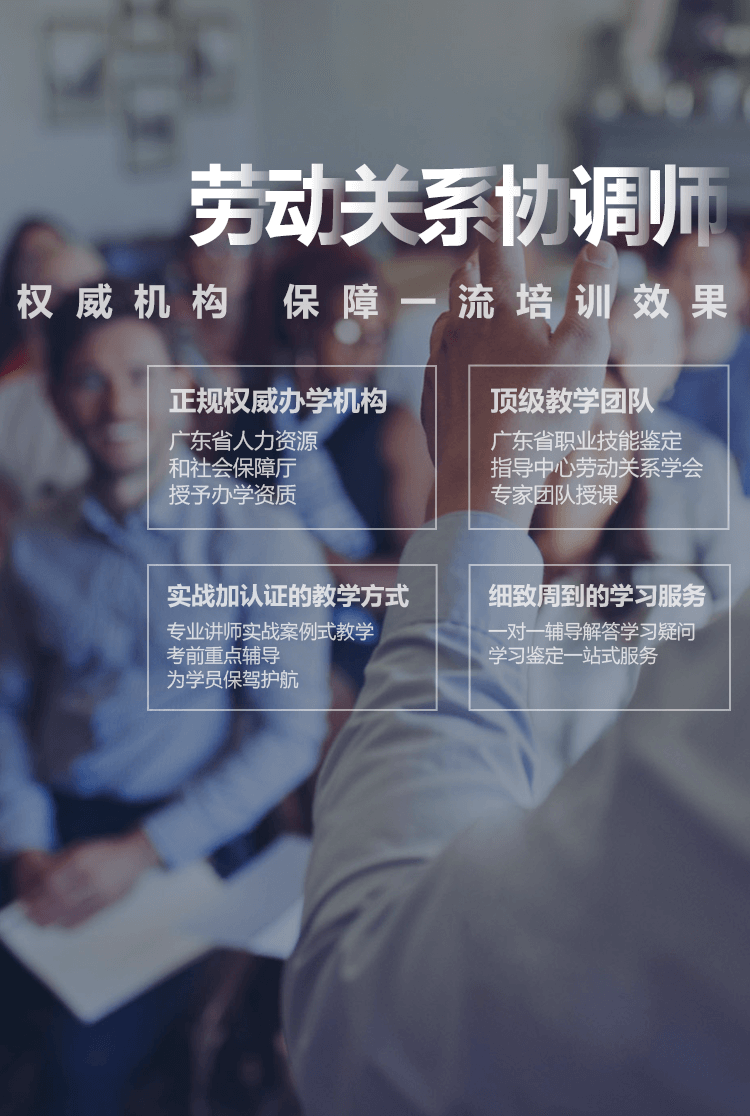 劳动关系协调师
权威机构 保障一流培训效果
正规权威办学机构
广东省人力资源
和社会保障厅
授予办学资质
顶级教学团队
广东省职业技能鉴定
指导中心劳动关系学会
专家团队授课
实战加认证的教学方式
专业讲师实战案例式教学
考前重点辅导
为学员保驾护航
细致周到的学习服务
一对一辅导解答学习疑问
学习鉴定一站式服务